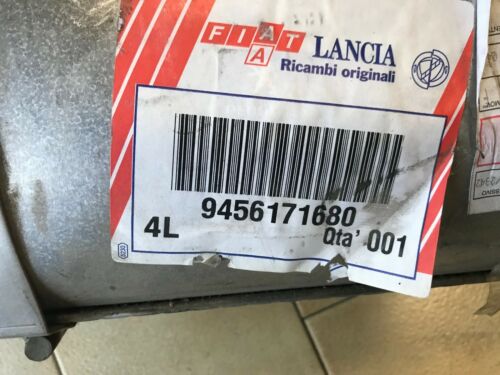 FIAT LANCIA
Ricambi originali
9456171680
4L
Qta' 001